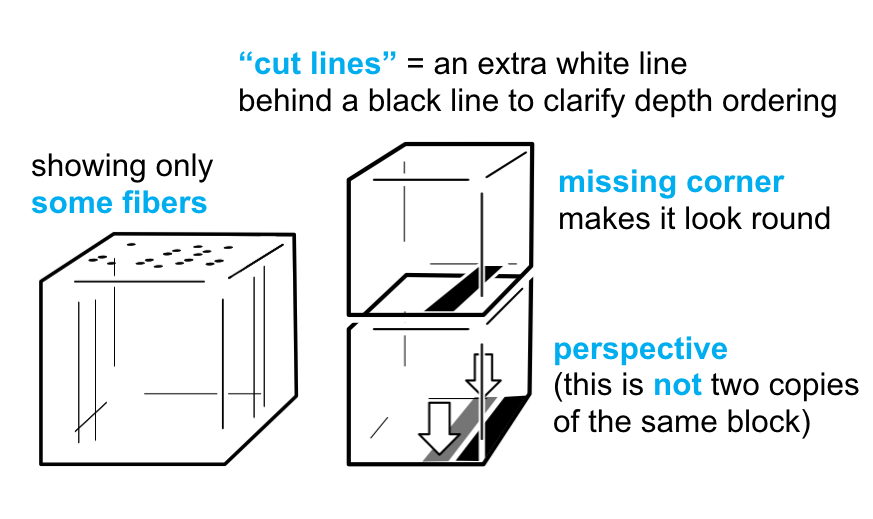 “cut lines” = an extra white line
behind a black line to clarify depth ordering
showing only
some fibers
missing corner
makes it look round
perspective
(this is not two copies
of the same block)